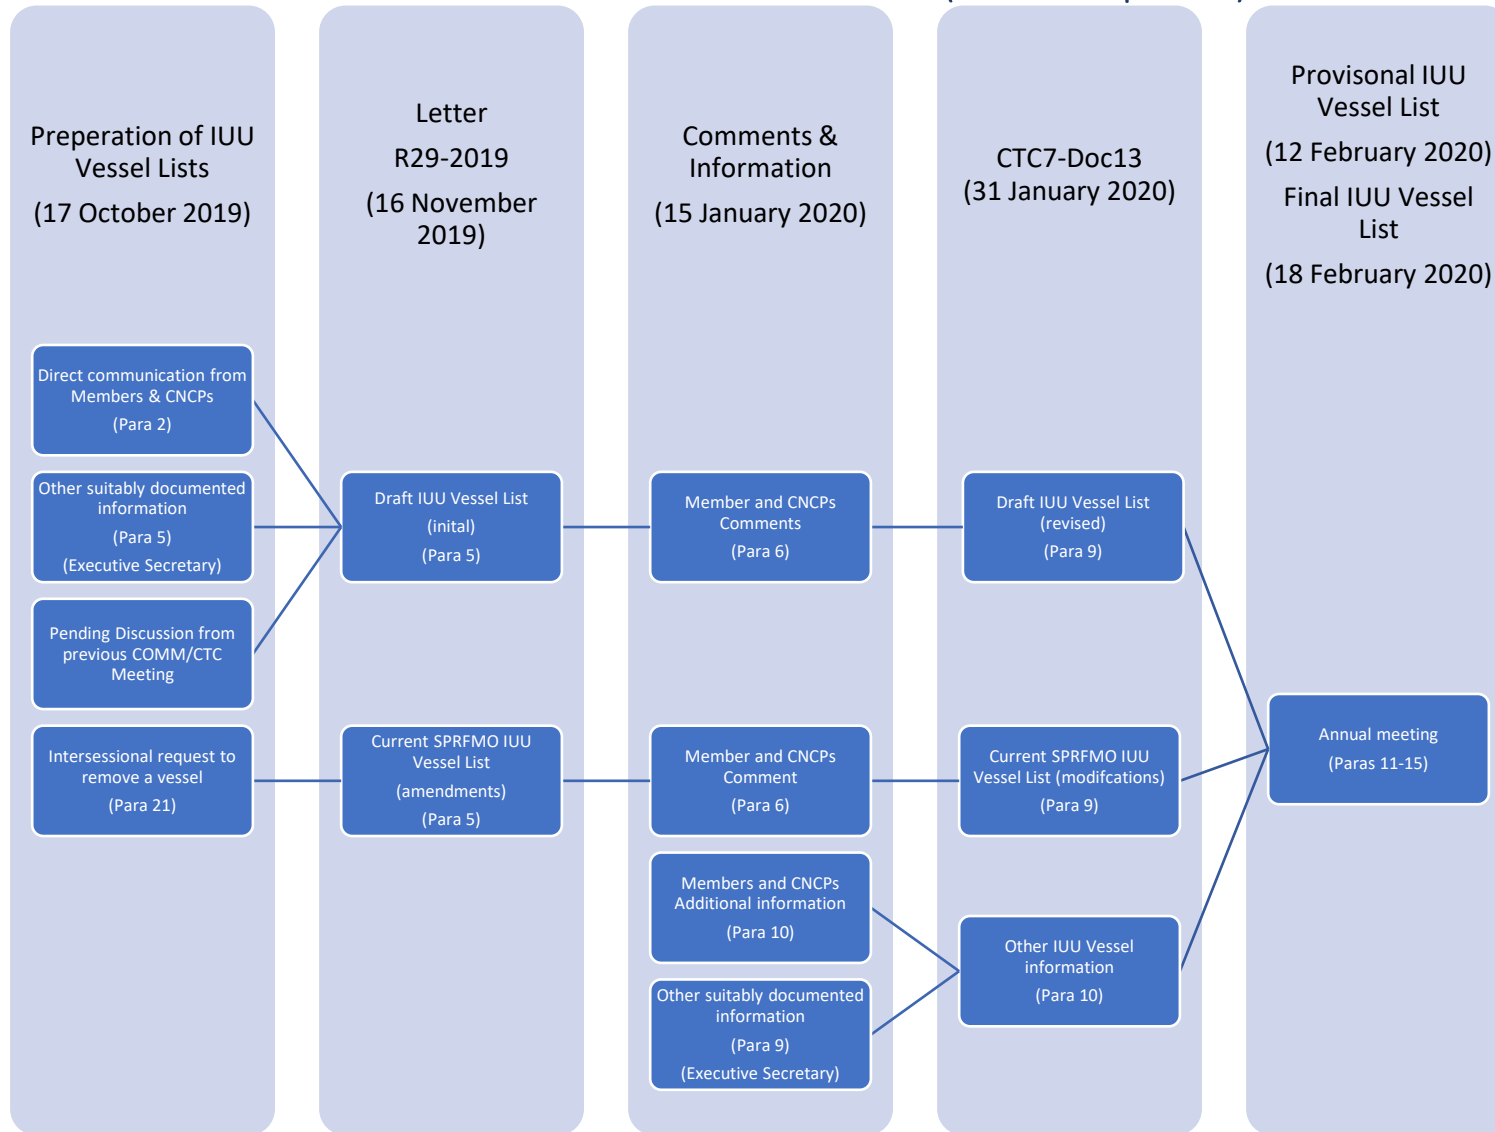 Preperation of IUU
Vessel Lists
(17 October 2019)
Direct communication from
Members & CNCPs
(Para 2)
Other suitably documented
information
(Para 5)
(Executive Secretary)
Pending Discussion from
previous COMM/CTC
Meeting
Intersessional request to
remove a vessel
(Para 21)
Letter
R29-2019
(16 November
2019)
Draft IUU Vessel List
(inital)
(Para 5)
Current SPRFMO IUU
Vessel List
(amendments)
(Para 5)
Comments &
Information
(15 January 2020)
Member and CNCPs
Comments
(Para 6)
Member and CNCPs
Comment
(Para 6)
Members and CNCPs
Additional information
(Para 10)
Other suitably documented
information
(Para 9)
(Executive Secretary)
CTC7-Doc13
(31 January 2020)
Draft IUU Vessel List
(revised)
(Para 9)
Current SPRFMO IUU
Vessel List (modifcations)
(Para 9)
Other IUU Vessel
information
(Para 10)
Provisonal IUU
Vessel List
(12 February 2020)
Final IUU Vessel
List
(18 February 2020)
Annual meeting
(Paras 11-15)